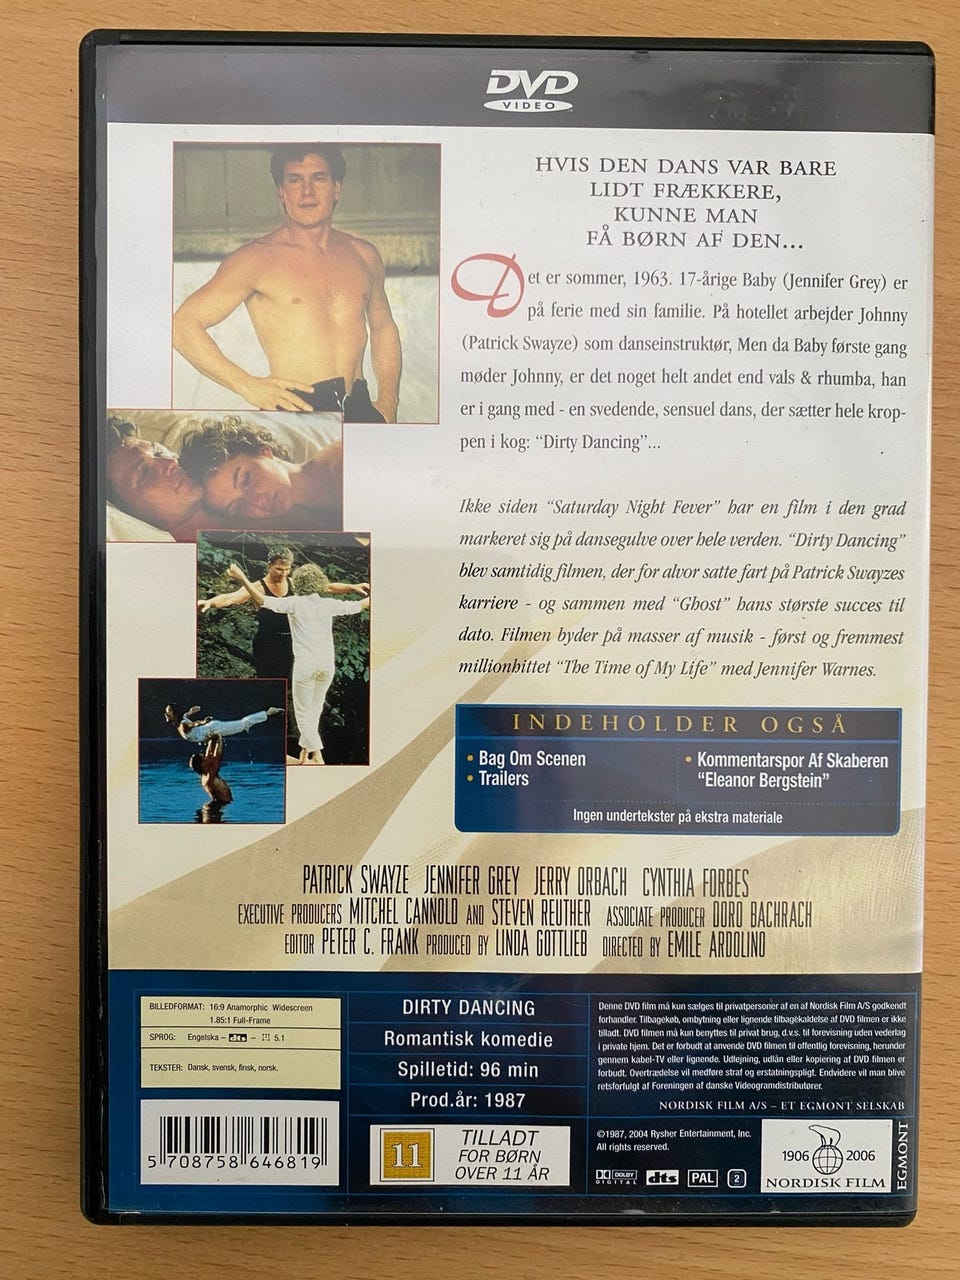 DVD
VIDEO
HVIS DEN DANS VAR BARE
LIDT FRÆKKERE,
KUNNE MAN
FÅ BØRN AF DEN...
Det er sommer, 1963. 17-årige Baby (Jennifer Grey) er
på ferie med sin familie. På hotellet arbejder Johnny
(Patrick Swayze) som danseinstruktør, Men da Baby første gang
møder Johnny, er det noget helt andet end vals & rhumba, han
er i gang med - en svedende, sensuel dans, der sætter hele krop-
pen i kog: “Dirty Dancing”...
Ikke siden “Saturday Night Fever” har en film i den grad
markeret sig på dansegulve over hele verden. “Dirty Dancing”
blev samtidig filmen, der for alvor satte fart på Patrick Swayzes
karriere - og sammen med “Ghost” hans største succes til
dato. Filmen byder på masser af musik - først og fremmest
millionhittet “The Time of My Life” med Jennifer Warnes.
INDEHOLDER OGSÅ
• Bag Om Scenen
• Trailers
• Kommentarspor Af Skaberen
“Eleanor Bergstein”
Ingen undertekster på ekstra materiale
PATRICK SWAYZE JENNIFER GREY JERRY ORBACH CYNTHIA FORBES
EXECUTIVE PRODUCERS MITCHEL CANNOLD AND STEVEN REUTHER ASSOCIATE PRODUCER DORO BACHRACH
EDITOR PETER C. FRANK PRODUCED BY LINDA GOTTLIEB DIRECTED BY EMILE ARDOLINO
BILLEDFORMAT: 16:9 Anamorphic Widescreen
1.85:1 Full-Frame
SPROG: Engelska – dts – 5.1
TEKSTER: Dansk, svensk, finsk, norsk.
5 708758 646819
DIRTY DANCING
Romantisk komedie
Spilletid: 96 min
Prod.år: 1987
11
TILLADT
FOR BØRN
OVER 11 ÅR
Denne DVD film må kun sælges til privatpersoner af en af Nordisk Film A/S godkendt
forhandler. Tilbagekøb, ombytning eller lignende tilbagekaldelse af DVD filmen er ikke
tilladt. DVD filmen må kun benyttes til privat brug, d.v.s. til forevisning uden vederlag
i private hjem. Det er forbudt at anvende DVD filmen til offentlig forevisning, herunder
gennem kabel-TV eller lignende. Udlejning, udlån eller kopiering af DVD filmen er
forbudt. Overtrædelse vil medføre straf og erstatningspligt. Endvidere vil man blive
retsforfulgt af Foreningen af danske Videogramdistributører.
NORDISK FILM A/S – ET EGMONT SELSKAB
©1987, 2004 Rysher Entertainment, Inc.
All rights reserved.
DOLBY
DIGITAL
dts
PAL
2
1906 2006
NORDISK FILM
EGMONT